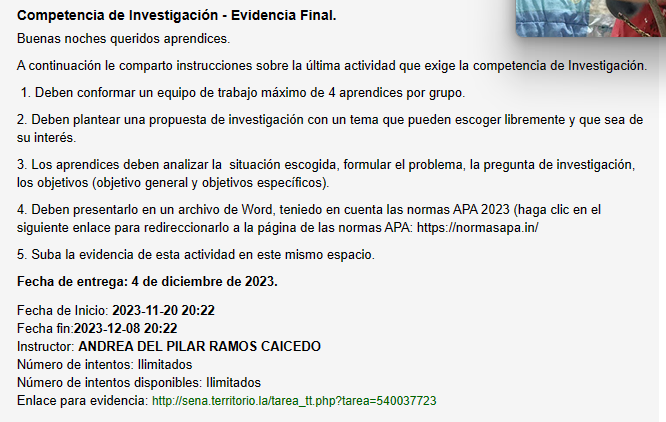 Competencia de Investigación - Evidencia Final.
Buenas noches queridos aprendices.
A continuación le comparto instrucciones sobre la última actividad que exige la competencia de Investigación.
1. Deben conformar un equipo de trabajo máximo de 4 aprendices por grupo.
2. Deben plantear una propuesta de investigación con un tema que pueden escoger libremente y que sea de
su interés.
3. Los aprendices deben analizar la situación escogida, formular el problema, la pregunta de investigación,
los objetivos (objetivo general y objetivos específicos).
4. Deben presentarlo en un archivo de Word, teniedo en cuenta las normas APA 2023 (haga clic en el
siguiente enlace para redireccionarlo a la página de las normas APA: https://normasapa.in/
5. Suba la evidencia de esta actividad en este mismo espacio.
Fecha de entrega: 4 de diciembre de 2023.
Fecha de Inicio: 2023-11-20 20:22
Fecha fin:2023-12-08 20:22
Instructor: ANDREA DEL PILAR RAMOS CAICEDO
Número de intentos: Ilimitados
Número de intentos disponibles: Ilimitados
Enlace para evidencia: http://sena.territorio.la/tarea_tt.php?tarea=540037723